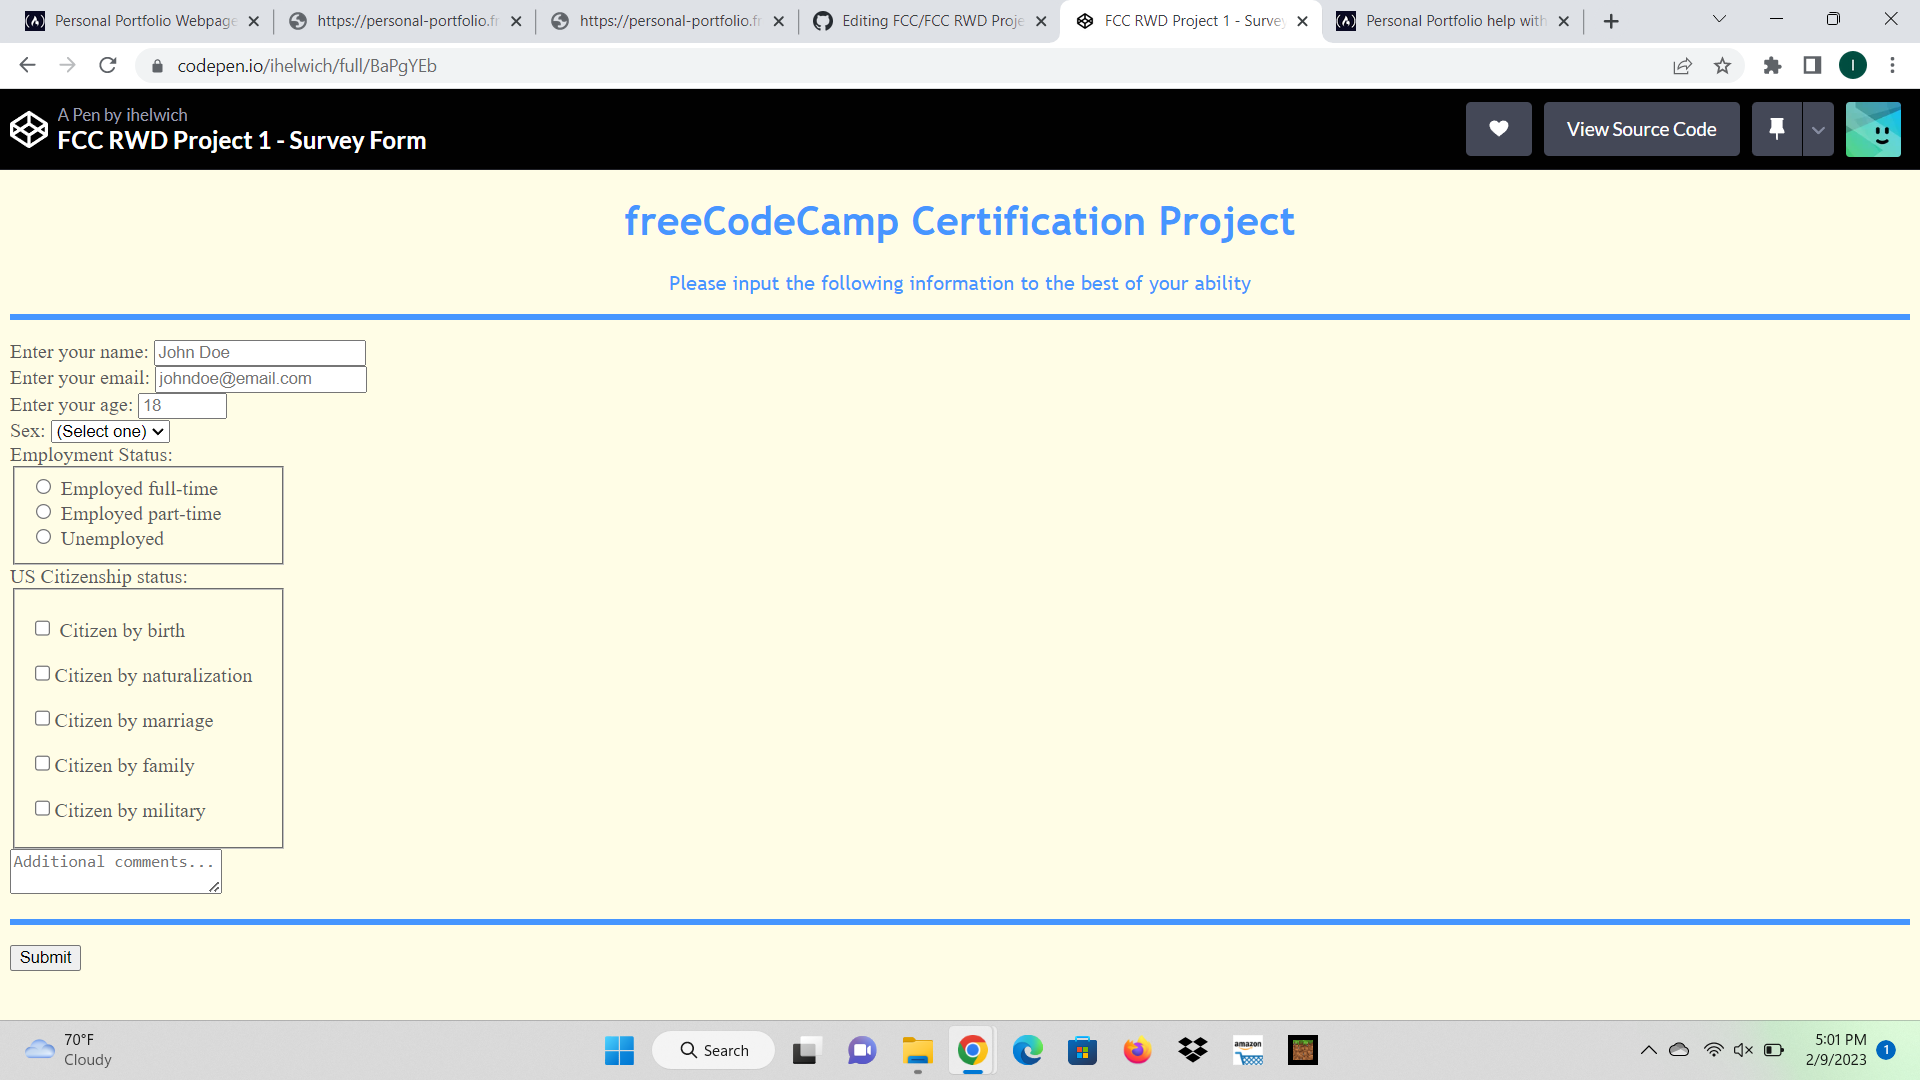 Personal Portfolio Webpage
https://personal-portfolio.fr
https://personal-portfolio.fr
Editing FCC/FCC RWD Proje
FCC RWD Project 1 - Survey
Personal Portfolio help with
codepen.io/ihelwich/full/BaPgYEb
I
A Pen by ihelwich
FCC RWD Project 1 - Survey Form
View Source Code
freeCodeCamp Certification Project
Please input the following information to the best of your ability
Enter your name: John Doe
Enter your email: johndoe@email.com
Enter your age: 18
Sex: (Select one)
Employment Status:
Employed full-time
Employed part-time
Unemployed
US Citizenship status:
Citizen by birth
Citizen by naturalization
Citizen by marriage
Citizen by family
Citizen by military
Additional comments...
Submit
70°F
Cloudy
Search
amazon
5:01 PM
2/9/2023
1